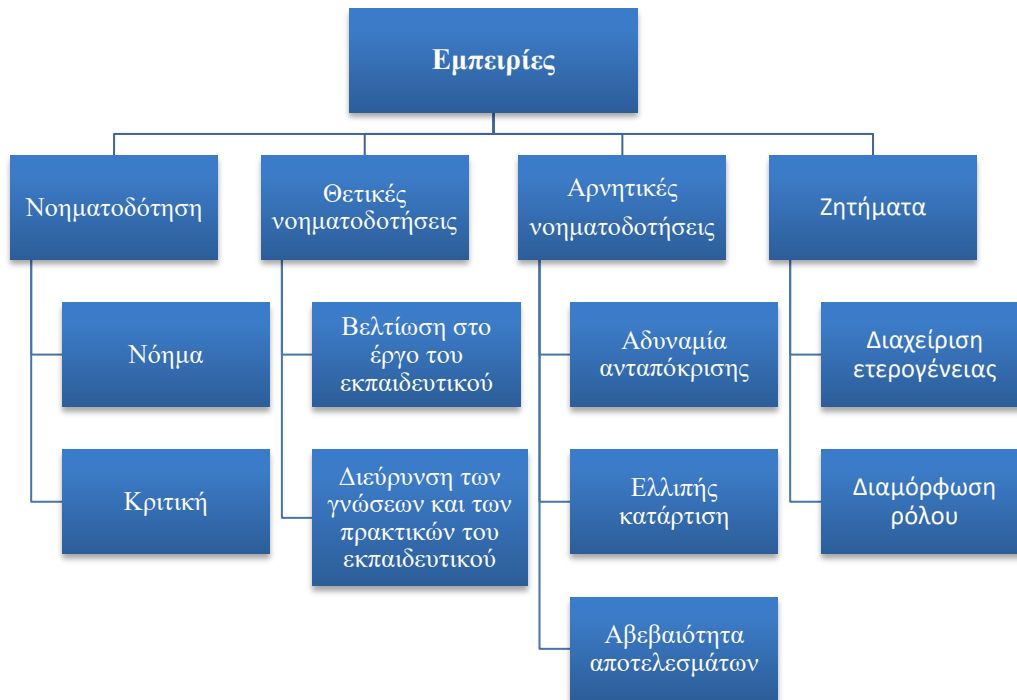 Εμπειρίες
Νοηματοδότηση
Θετικές
νοηματοδοτήσεις
Αρνητικές
νοηματοδοτήσεις
Ζητήματα
Νόημα
Βελτίωση στο
έργο του
εκπαιδευτικού
Αδυναμία
ανταπόκρισης
Διαχείριση
ετερογένειας
Κριτική
Διεύρυνση των
γνώσεων και των
πρακτικών του
εκπαιδευτικού
Ελλιπής
κατάρτιση
Διαμόρφωση
ρόλου
Αβεβαιότητα
αποτελεσμάτων